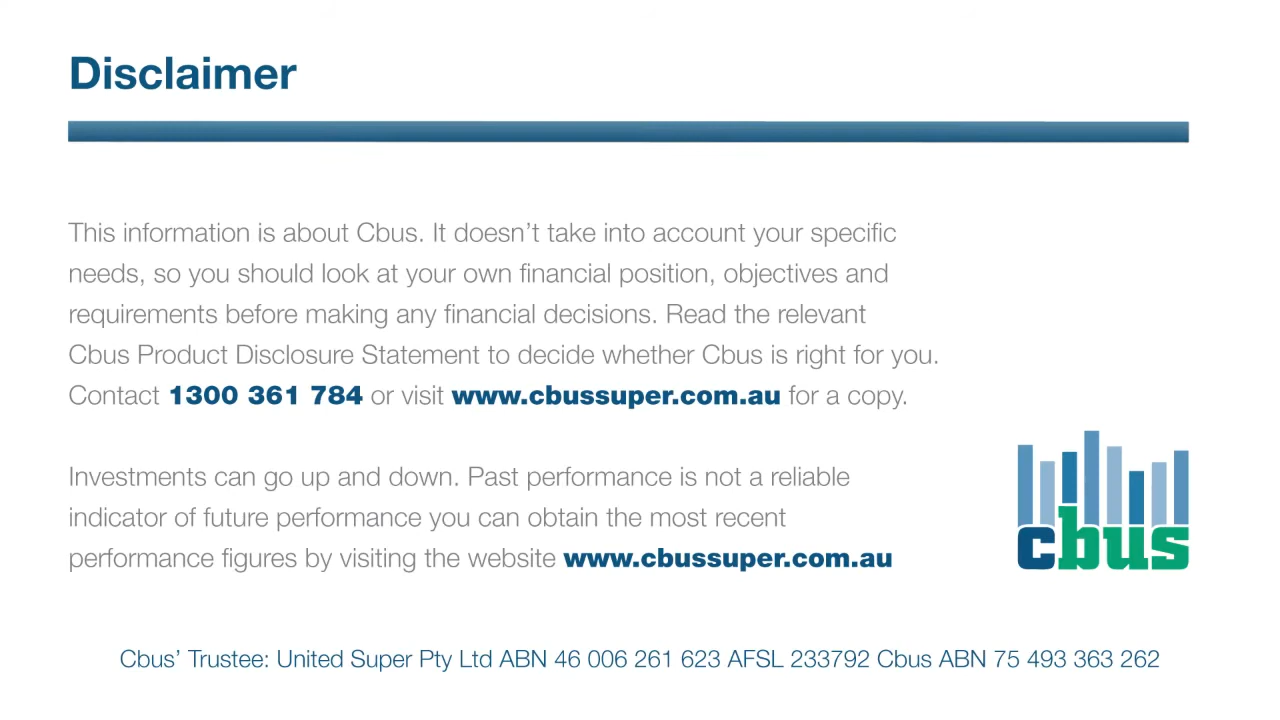 Disclaimer
This information is about Cbus. It doesn’t take into account your specific
needs, so you should look at your own financial position, objectives and
requirements before making any financial decisions. Read the relevant
Cbus Product Disclosure Statement to decide whether Cbus is right for you.
Contact 1300 361 784 or visit www.cbussuper.com.au for a copy.
Investments can go up and down. Past performance is not a reliable
indicator of future performance you can obtain the most recent
performance figures by visiting the website www.cbussuper.com.au
cbus
Cbus’ Trustee: United Super Pty Ltd ABN 46 006 261 623 AFSL 233792 Cbus ABN 75 493 363 262